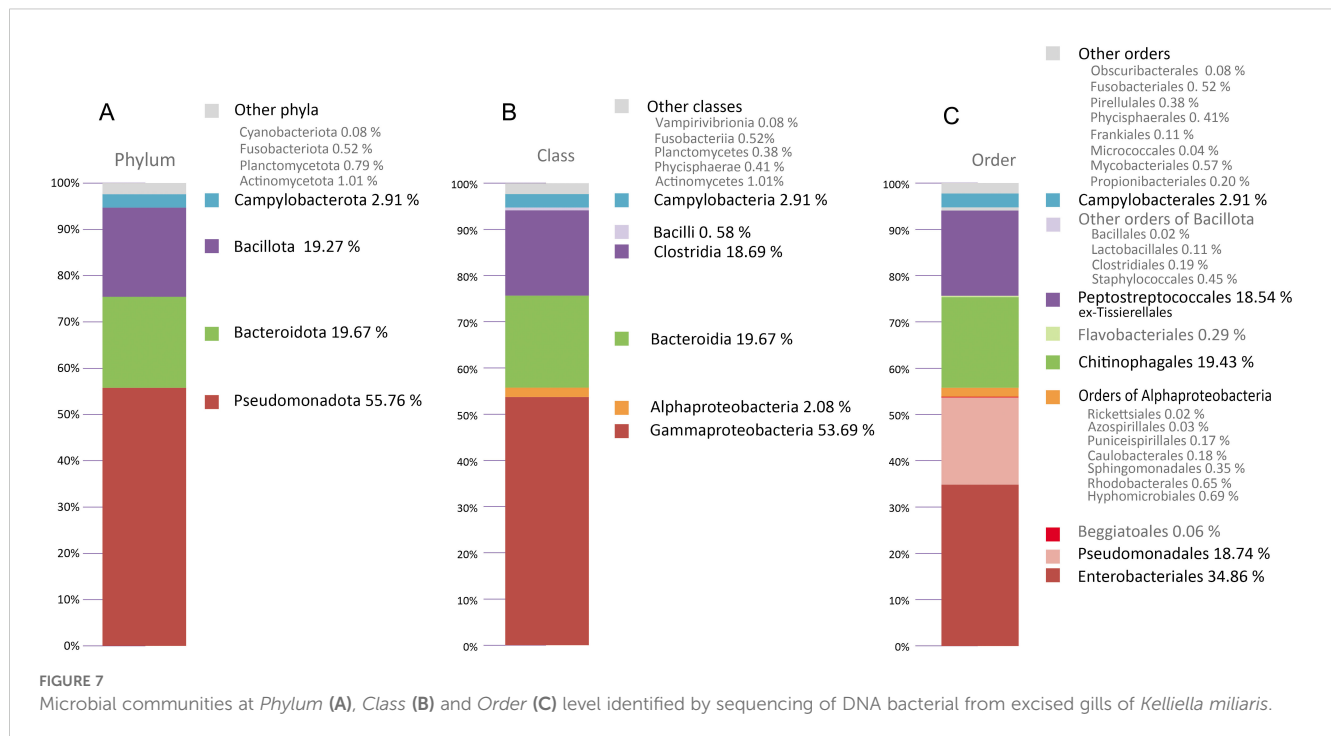 A
Phylum
Other phyla
Cyanobacteriota 0.08 %
Fusobacteriota 0.52 %
Planctomycetota 0.79 %
Actinomycetota 1.01 %
Campylobacterota 2.91 %
Bacillota 19.27 %
Bacteroidota 19.67 %
Pseudomonadota 55.76 %
100%
90%
80%
70%
60%
50%
40%
30%
20%
10%
0%
B
Class
Other classes
Vampirivibrionia 0.08 %
Fusobacteriia 0.52%
Planctomycetes 0.38 %
Phycisphaerae 0.41 %
Actinomycetes 1.01%
Campylobacteria 2.91 %
Bacilli 0. 58 %
Clostridia 18.69 %
Bacteroidia 19.67 %
Alphaproteobacteria 2.08 %
Gammaproteobacteria 53.69 %
100%
90%
80%
70%
60%
50%
40%
30%
20%
10%
0%
C
Order
Other orders
Obscuribacterales 0.08 %
Fusobacteriales 0. 52 %
Pirellulales 0.38 %
Phycisphaerales 0. 41%
Frankiales 0.11 %
Micrococcales 0.04 %
Mycobacteriales 0.57 %
Propionibacteriales 0.20 %
Campylobacterales 2.91 %
Other orders of Bacillota
Bacillales 0.02 %
Lactobacillales 0.11 %
Clostridiales 0.19 %
Staphylococcales 0.45 %
Peptostreptococcales 18.54 %
ex-Tissierellales
Flavobacteriales 0.29 %
Chitinophagales 19.43 %
Orders of Alphaproteobacteria
Rickettsiales 0.02 %
Azospirillales 0.03 %
Puniceispirillales 0.17 %
Caulobacterales 0.18 %
Sphingomonadales 0.35 %
Rhodobacterales 0.65 %
Hyphomicrobiales 0.69 %
Beggiatoales 0.06 %
Pseudomonadales 18.74 %
Enterobacteriales 34.86 %
100%
90%
80%
70%
60%
50%
40%
30%
20%
10%
0%
FIGURE 7
Microbial communities at Phylum (A), Class (B) and Order (C) level identified by sequencing of DNA bacterial from excised gills of Kelliella miliaris.